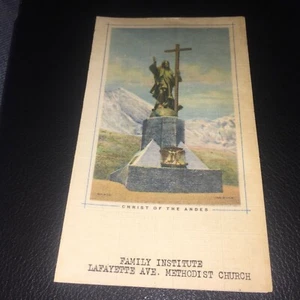 CHRIST OF THE ANDES
FAMILY INSTITUTE
LAFAYETTE AVE. METHODIST CHURCH